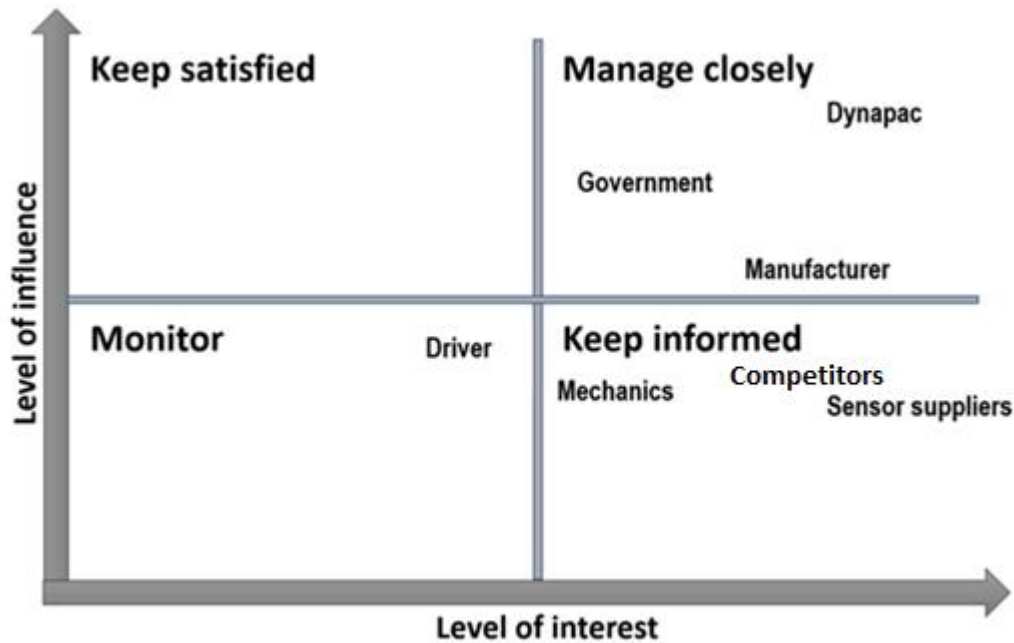 Keep satisfied
Manage closely
Dynapac
Government
Manufacturer
Level of influence
Monitor
Driver
Keep informed
Competitors
Mechanics
Sensor suppliers
Level of interest